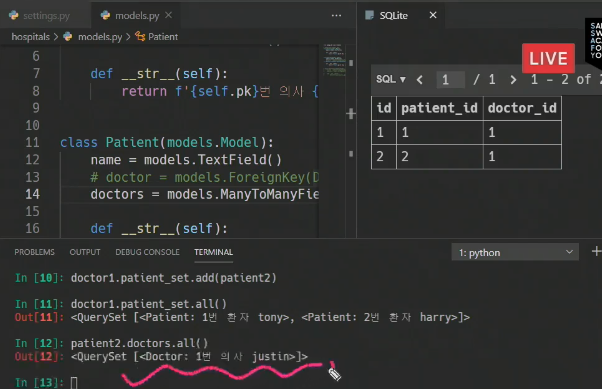 settings.py
models.py
SQLite
hospitals > models.py > Patient
LIVE
6
7 def __str__(self):
8 return f'{self.pk}번 의사 {
9
10
11 class Patient(models.Model):
12 name = models.TextField()
13 # doctor = models.ForeignKey(D
14 doctors = models.ManyToManyFie
15
16 def __str__(self):
SQL 1 / 1 1 - 2 of 2
id patient_id doctor_id
1 1 1
2 2 1
PROBLEMS OUTPUT DEBUG CONSOLE TERMINAL 1: python
In [10]: doctor1.patient_set.add(patient2)
In [11]: doctor1.patient_set.all()
Out[11]: <QuerySet [<Patient: 1번 환자 tony>, <Patient: 2번 환자 harry>]>
In [12]: patient2.doctors.all()
Out[12]: <QuerySet [<Doctor: 1번 의사 justin>]>
In [13]: